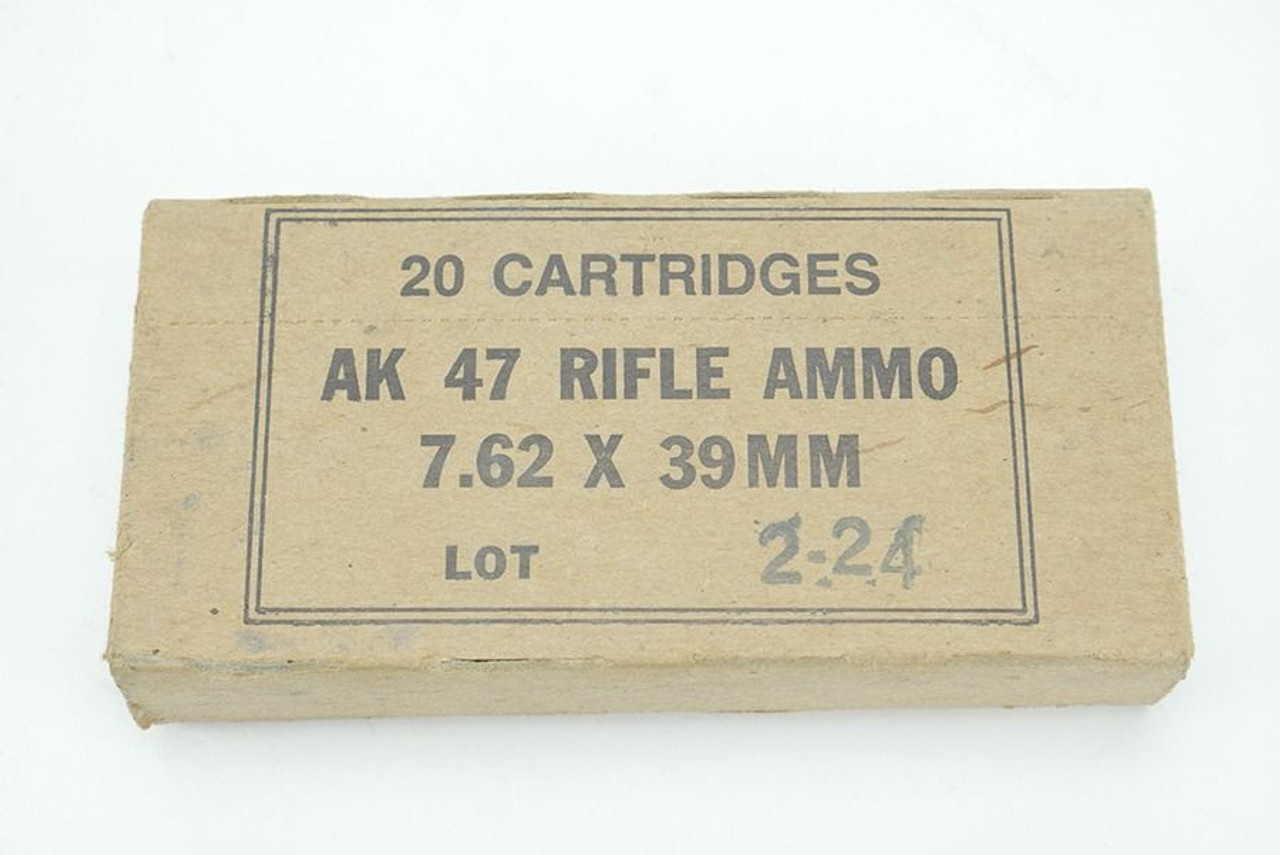 20 CARTRIDGES
AK 47 RIFLE AMMO
7.62 X 39MM
LOT 2-24